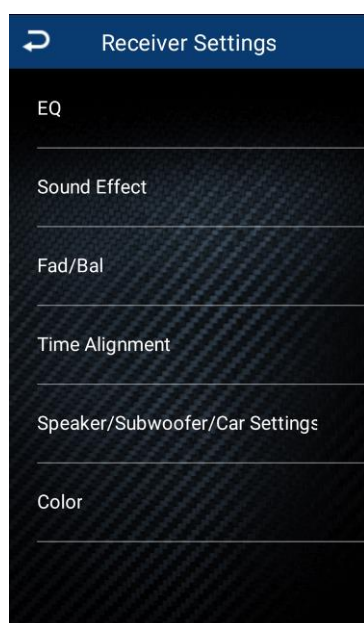 Receiver Settings
EQ
Sound Effect
Fad/Bal
Time Alignment
Speaker/Subwoofer/Car Settings
Color